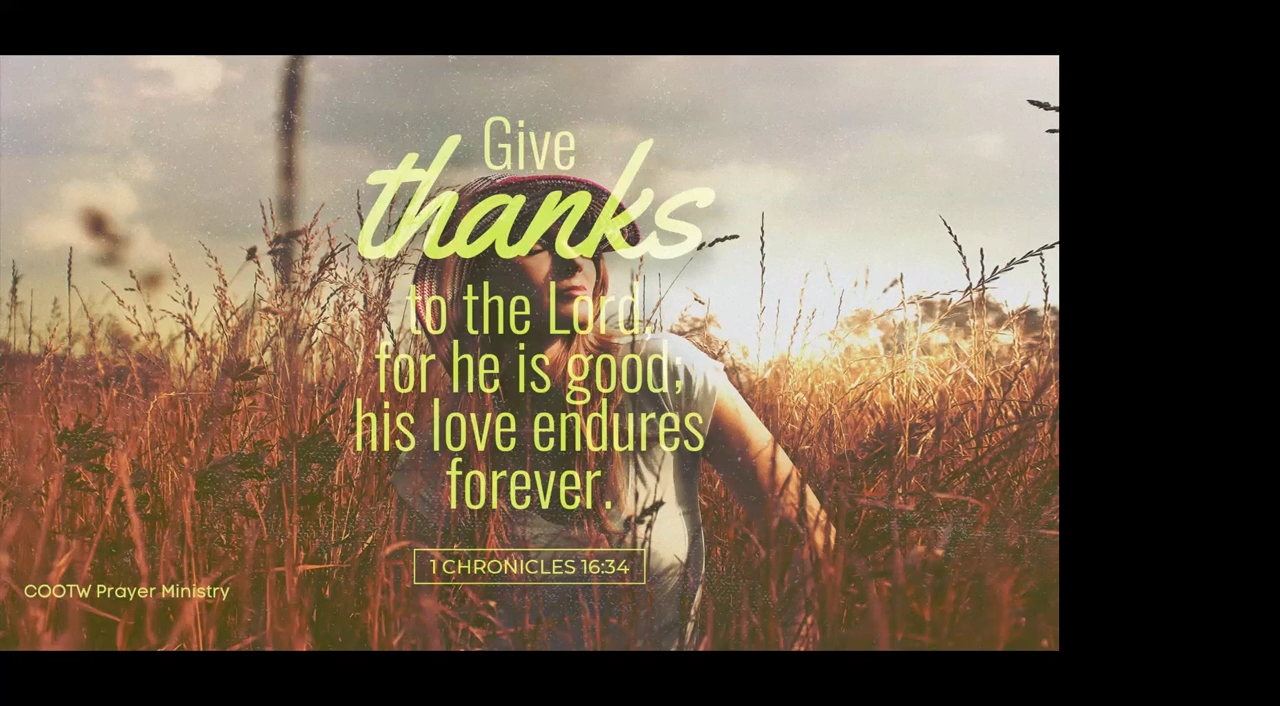 Give
thanks
to the Lord,
for he is good;
his love endures
forever.
1 CHRONICLES 16:34
COOTW Prayer Ministry